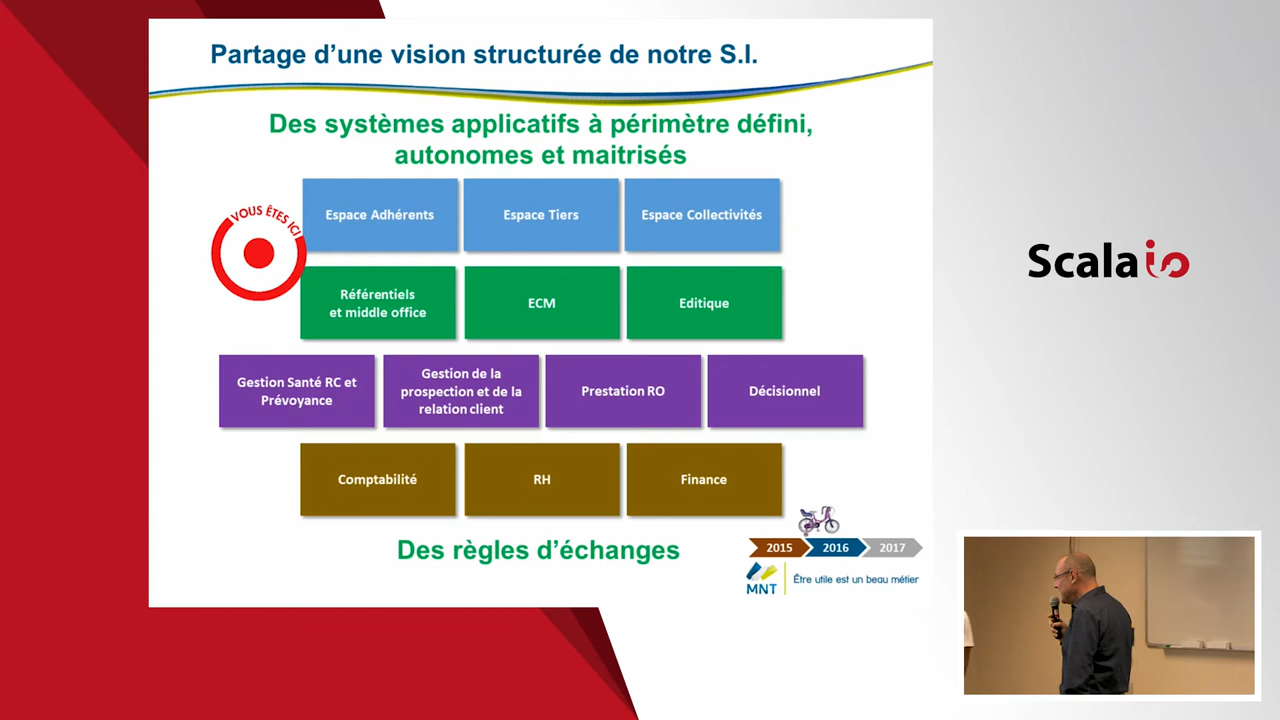 Partage d’une vision structurée de notre S.I.
Des systèmes applicatifs à périmètre défini,
autonomes et maitrisés
VOUS ÊTES ICI
Espace Adhérents
Espace Tiers
Espace Collectivités
Référentiels
et middle office
ECM
Editique
Gestion Santé RC et
Prévoyance
Gestion de la
prospection et de la
relation client
Prestation RO
Décisionnel
Comptabilité
RH
Finance
Des règles d’échanges
2015
2016
2017
MNT
Être utile est un beau métier
Scala io